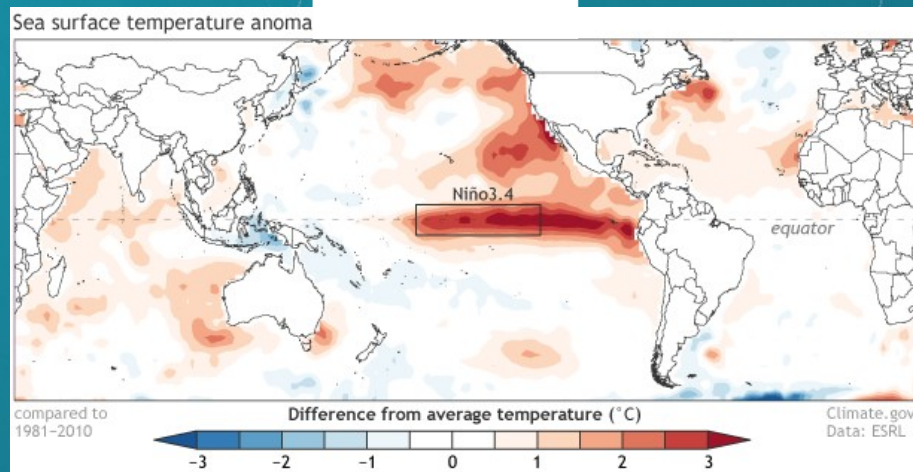 Sea surface temperature anoma
Niño3.4
equator
compared to
1981–2010
Difference from average temperature (°C)
Climate.gov
Data: ESRL
−3 −2 −1 0 1 2 3